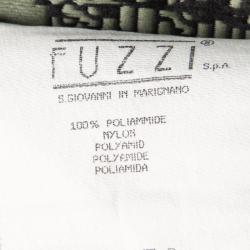 FUZZI® S.p.A.
S.GIOVANNI IN MARIGNANO
100% POLIAMMIDE
NYLON
POLYAMID
POLYAMIDE
POLIAMIDA